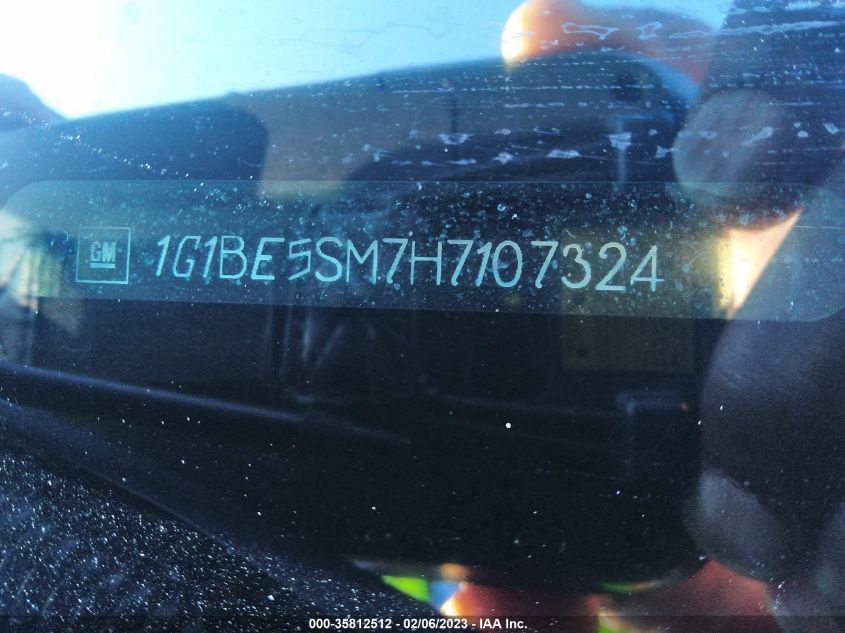 GM 1G1BE5SM7H7107324
000-35812512 - 02/06/2023 - IAA Inc.